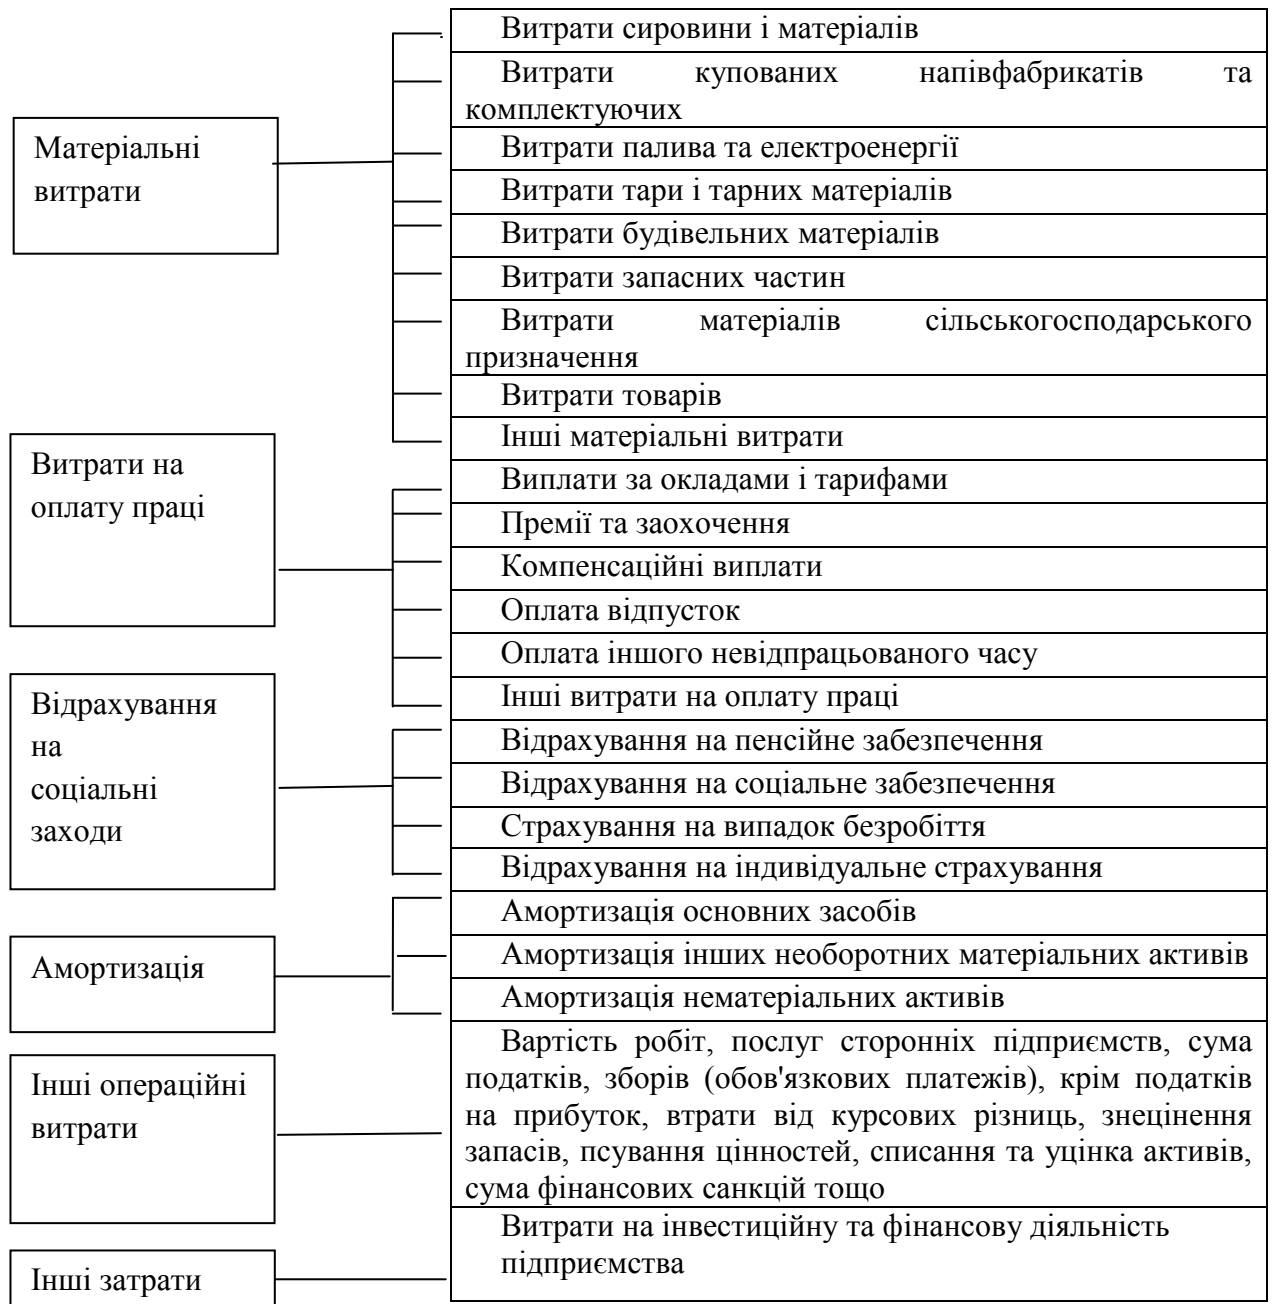 Матеріальні
витрати
Витрати сировини і матеріалів
Витрати купованих напівфабрикатів та
комплектуючих
Витрати палива та електроенергії
Витрати тари і тарних матеріалів
Витрати будівельних матеріалів
Витрати запасних частин
Витрати матеріалів сільськогосподарського
призначення
Витрати товарів
Інші матеріальні витрати
Витрати на
оплату праці
Виплати за окладами і тарифами
Премії та заохочення
Компенсаційні виплати
Оплата відпусток
Оплата іншого невідпрацьованого часу
Інші витрати на оплату праці
Відрахування
на
соціальні
заходи
Відрахування на пенсійне забезпечення
Відрахування на соціальне забезпечення
Страхування на випадок безробіття
Відрахування на індивідуальне страхування
Амортизація
Амортизація основних засобів
Амортизація інших необоротних матеріальних активів
Амортизація нематеріальних активів
Інші операційні
витрати
Вартість робіт, послуг сторонніх підприємств, сума
податків, зборів (обов'язкових платежів), крім податків
на прибуток, втрати від курсових різниць, знецінення
запасів, псування цінностей, списання та уцінка активів,
сума фінансових санкцій тощо
Інші затрати
Витрати на інвестиційну та фінансову діяльність
підприємства